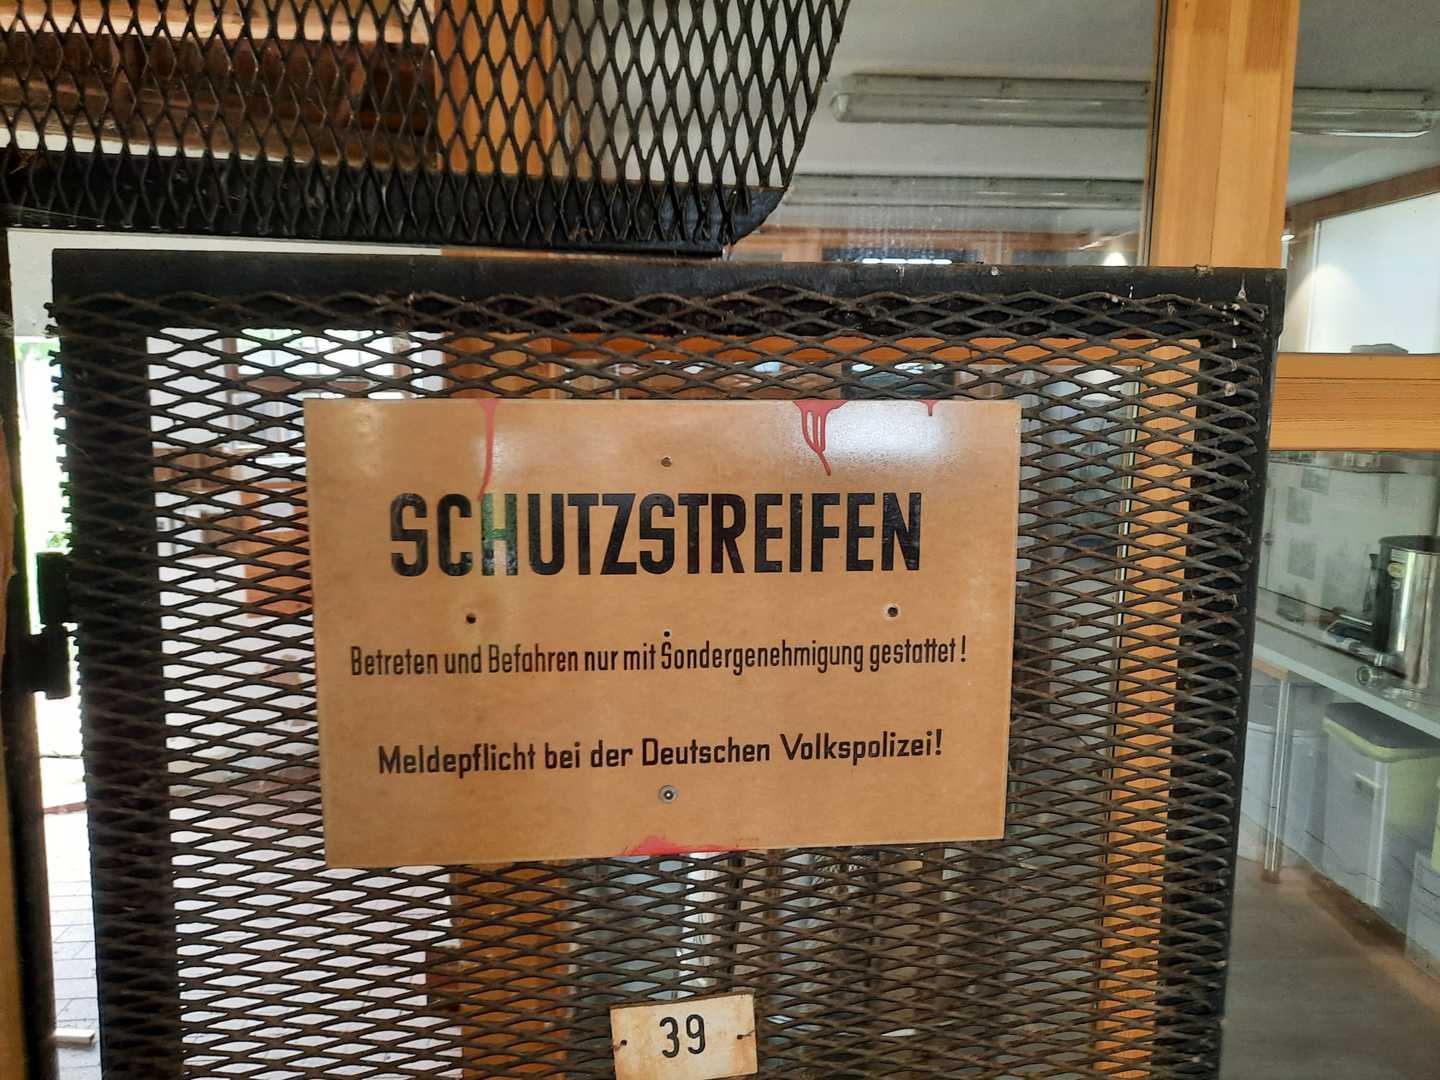 SCHUTZSTREIFEN
Betreten und Befahren nur mit Sondergenehmigung gestattet!
Meldepflicht bei der Deutschen Volkspolizei!
39